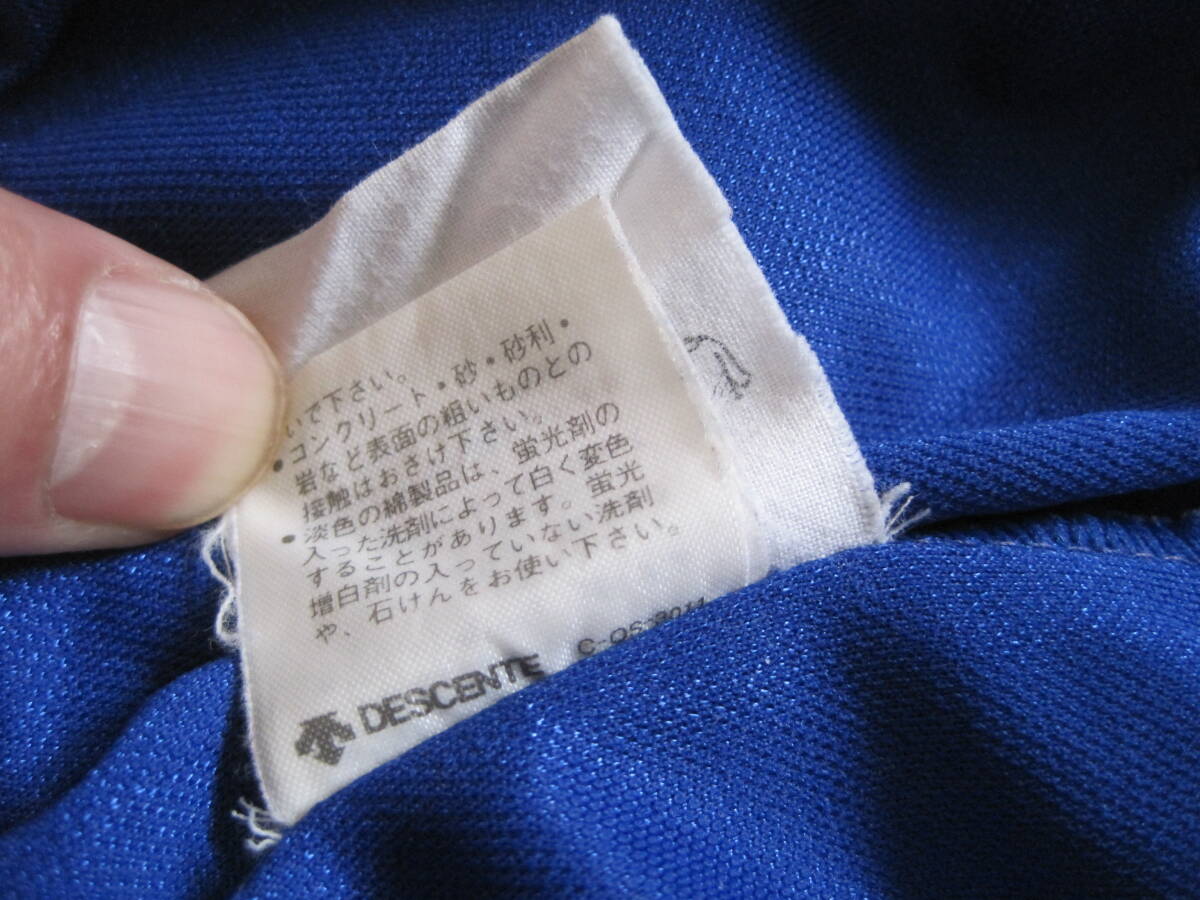 いで下さい。
・コンクリート・砂・砂利・
岩など表面の粗いものとの
接触はおさけ下さい。
・淡色の綿製品は、蛍光剤の
入った洗剤によって白く変色
することがあります。蛍光
増白剤の入っていない洗剤
や、石けんをお使い下さい。
DESCENTE C-QS-2011